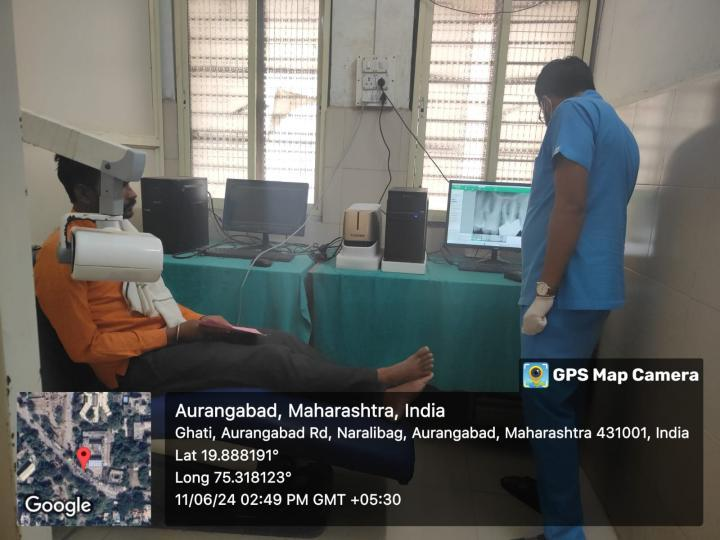 GPS Map Camera
Aurangabad, Maharashtra, India
Ghati, Aurangabad Rd, Naralibag, Aurangabad, Maharashtra 431001, India
Lat 19.888191°
Long 75.318123°
11/06/24 02:49 PM GMT +05:30
Google